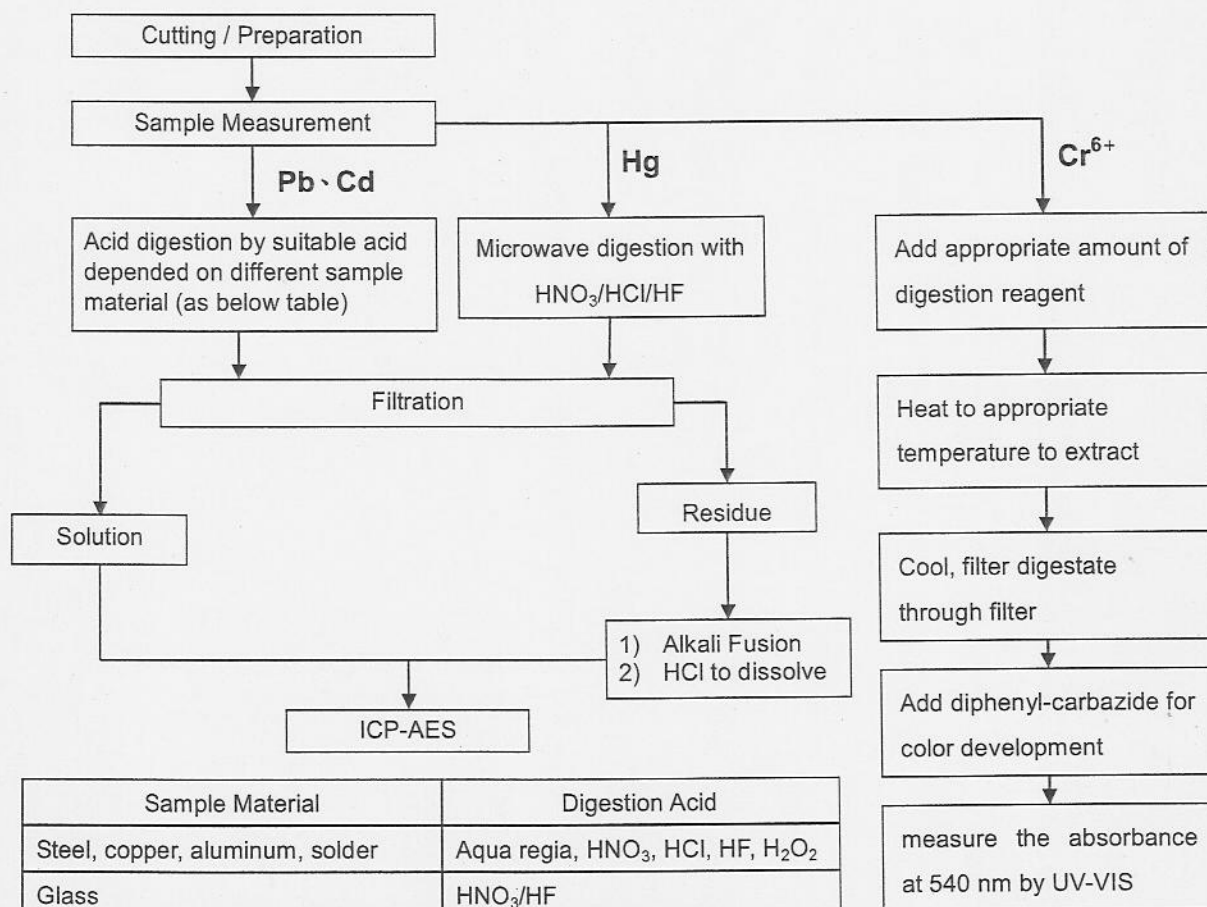 Cutting / Preparation
Sample Measurement
Pb、Cd
Hg
Cr⁶⁺
Acid digestion by suitable acid
depended on different sample
material (as below table)
Microwave digestion with
HNO₃/HCl/HF
Add appropriate amount of
digestion reagent
Filtration
Heat to appropriate
temperature to extract
Solution
Residue
Cool, filter digestate
through filter
1) Alkali Fusion
2) HCl to dissolve
ICP-AES
Add diphenyl-carbazide for
color development
measure the absorbance
at 540 nm by UV-VIS
Sample Material Digestion Acid
Steel, copper, aluminum, solder Aqua regia, HNO₃, HCl, HF, H₂O₂
Glass HNO₃/HF